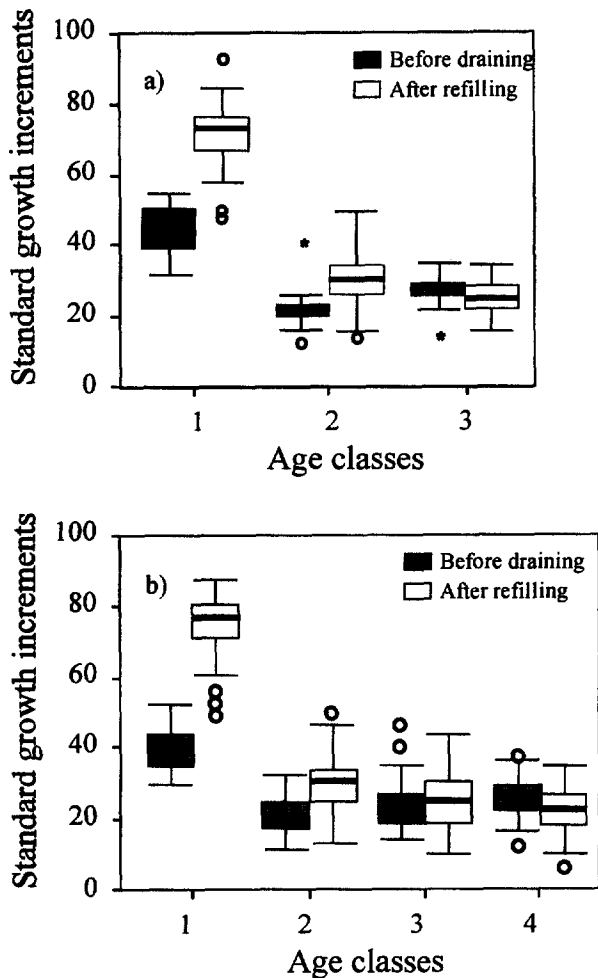 Standard growth increments
100
80
60
40
20
0
a)
Before draining
After refilling
*
*
1 2 3
Age classes
Standard growth increments
100
80
60
40
20
0
b)
Before draining
After refilling
1 2 3 4
Age classes